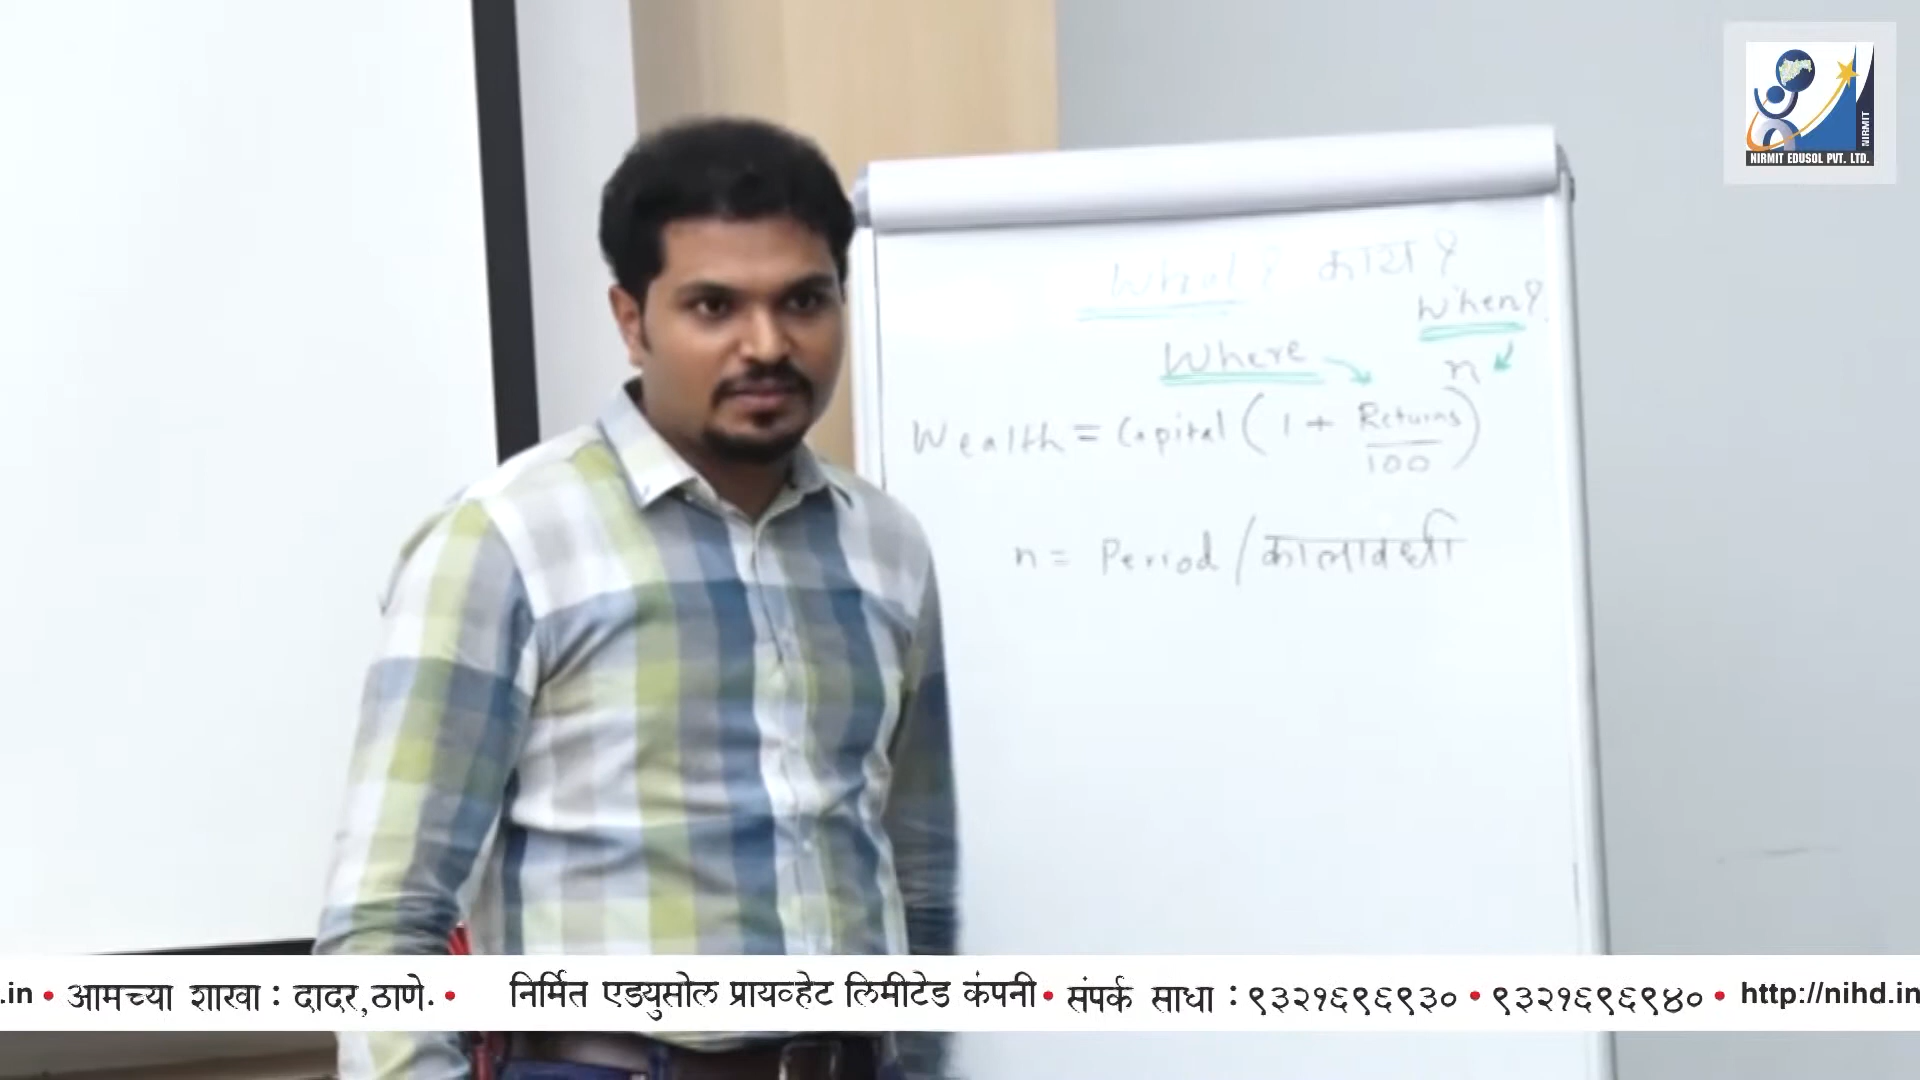 NIRMIT
NIRMIT EDUSOL PVT. LTD.
What? काय?
When?
Where
n
Wealth = Capital ( 1 + Returns / 100 )
n = Period / कालावधी
.in • आमच्या शाखा : दादर,ठाणे. • निर्मित एड्युसोल प्रायव्हेट लिमीटेड कंपनी • संपर्क साधा : ९३२१६९६९३० • ९३२१६९६९४० • http://nihd.in